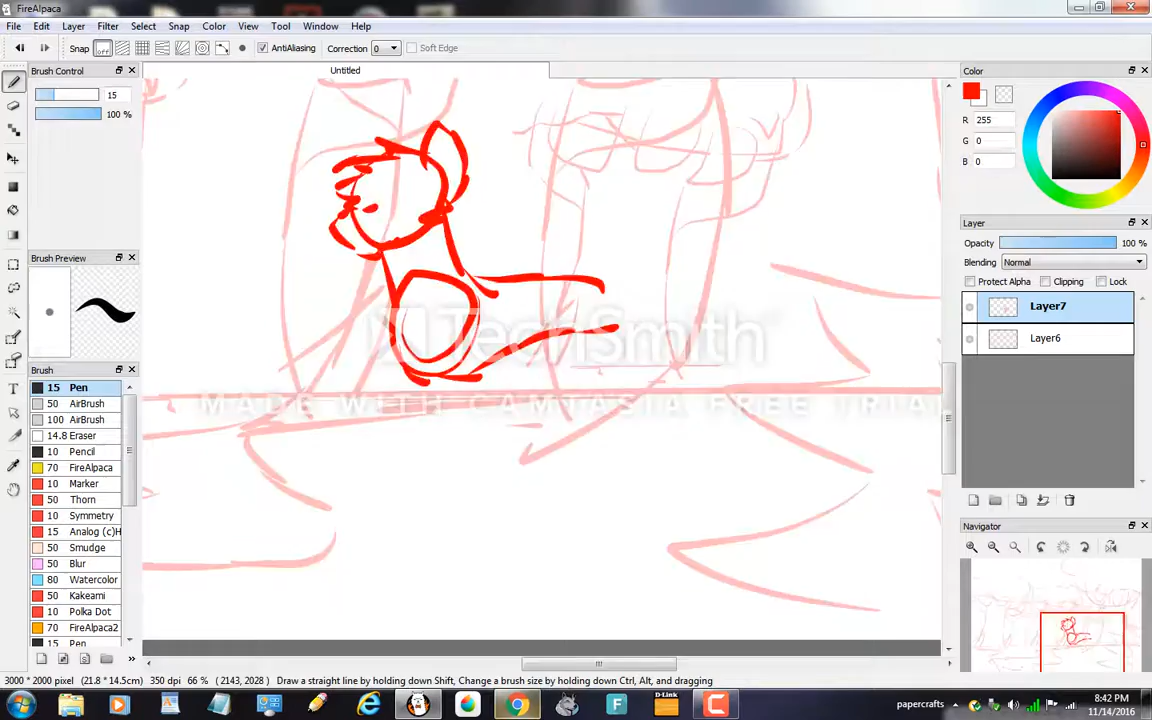 FireAlpaca
File Edit Layer Filter Select Snap Color View Tool Window Help
Snap off AntiAliasing Correction 0 Soft Edge
Brush Control
15
100 %
Brush Preview
Brush
15 Pen
50 AirBrush
100 AirBrush
14.8 Eraser
10 Pencil
70 FireAlpaca
10 Marker
50 Thorn
10 Symmetry
15 Analog (c)H
50 Smudge
50 Blur
80 Watercolor
50 Kakeami
10 Polka Dot
70 FireAlpaca2
15 Pen
Untitled
TechSmith
MADE WITH CAMTASIA FREE TRIA
Color
R 255
G 0
B 0
Layer
Opacity 100 %
Blending Normal
Protect Alpha Clipping Lock
Layer7
Layer6
Navigator
3000 * 2000 pixel (21.8 * 14.5cm) 350 dpi 66 % ( 2143, 2028 ) Draw a straight line by holding down Shift, Change a brush size by holding down Ctrl, Alt, and dragging
D-Link
papercrafts
8:42 PM
11/14/2016